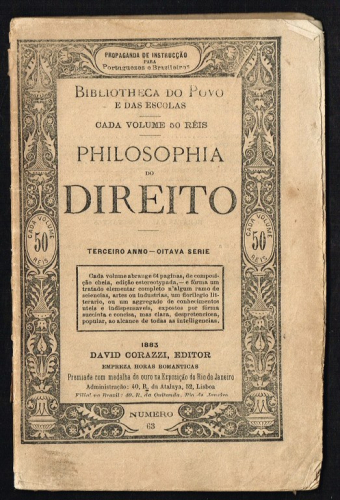 PROPAGANDA DE INSTRUCÇÃO
PARA
Portuguezes e Brazileiros
BIBLIOTHECA DO POVO
E DAS ESCOLAS
CADA VOLUME 50 RÉIS
PHILOSOPHIA
DO
DIREITO
CADA VOLUME
50
RÉIS
CADA VOLUME
50
RÉIS
TERCEIRO ANNO — OITAVA SERIE
Cada volume abrange 64 paginas, de composi-
ção cheia, edição estereotypada, — e fórma um
tratado elementar completo n'algum ramo de
sciencias, artes ou industrias, um florilegio lit-
terario, ou um aggregado de conhecimentos
uteis e indispensaveis, expostos por fórma
succinta e concisa, mas clara, despretenciosa,
popular, ao alcance de todas as intelligencias.
1883
DAVID CORAZZI, EDITOR
EMPREZA HORAS ROMANTICAS
Premiada com medalha de ouro na Exposição do Rio de Janeiro
Administração: 40, R. da Atalaya, 52, Lisboa
Filial no Brazil: 40, R. da Quitanda, Rio de Janeiro
NUMERO
63